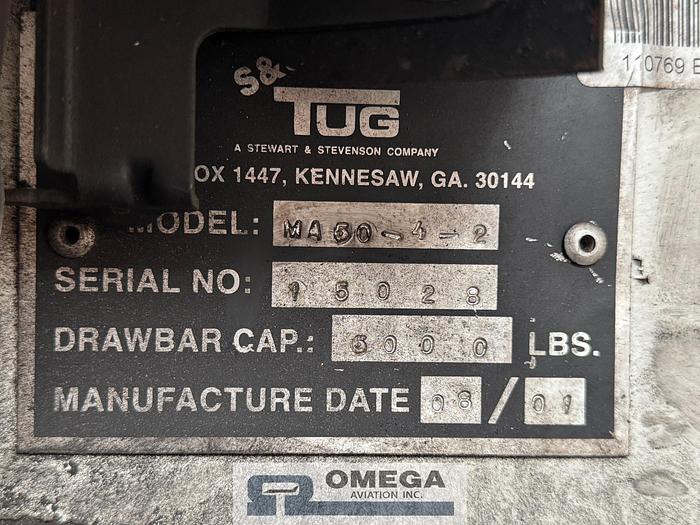 110769
S&
TUG
A STEWART & STEVENSON COMPANY
OX 1447, KENNESAW, GA. 30144
MODEL: MA50-4-2
SERIAL NO: 15028
DRAWBAR CAP.: 5000 LBS.
MANUFACTURE DATE 08/01
OMEGA
AVIATION INC.